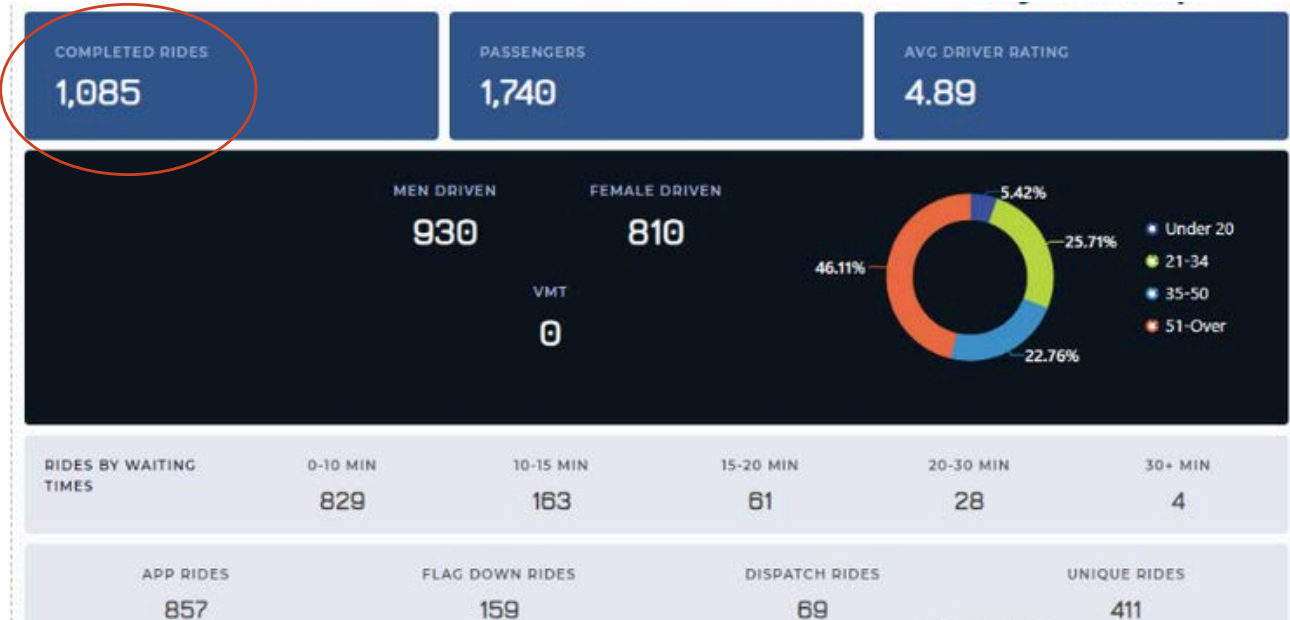 COMPLETED RIDES
1,085
PASSENGERS
1,740
AVG DRIVER RATING
4.89
MEN DRIVEN
930
FEMALE DRIVEN
810
VMT
0
5.42%
25.71%
22.76%
46.11%
Under 20
21-34
35-50
51-Over
RIDES BY WAITING
TIMES
0-10 MIN
829
10-15 MIN
163
15-20 MIN
61
20-30 MIN
28
30+ MIN
4
APP RIDES
857
FLAG DOWN RIDES
159
DISPATCH RIDES
69
UNIQUE RIDES
411